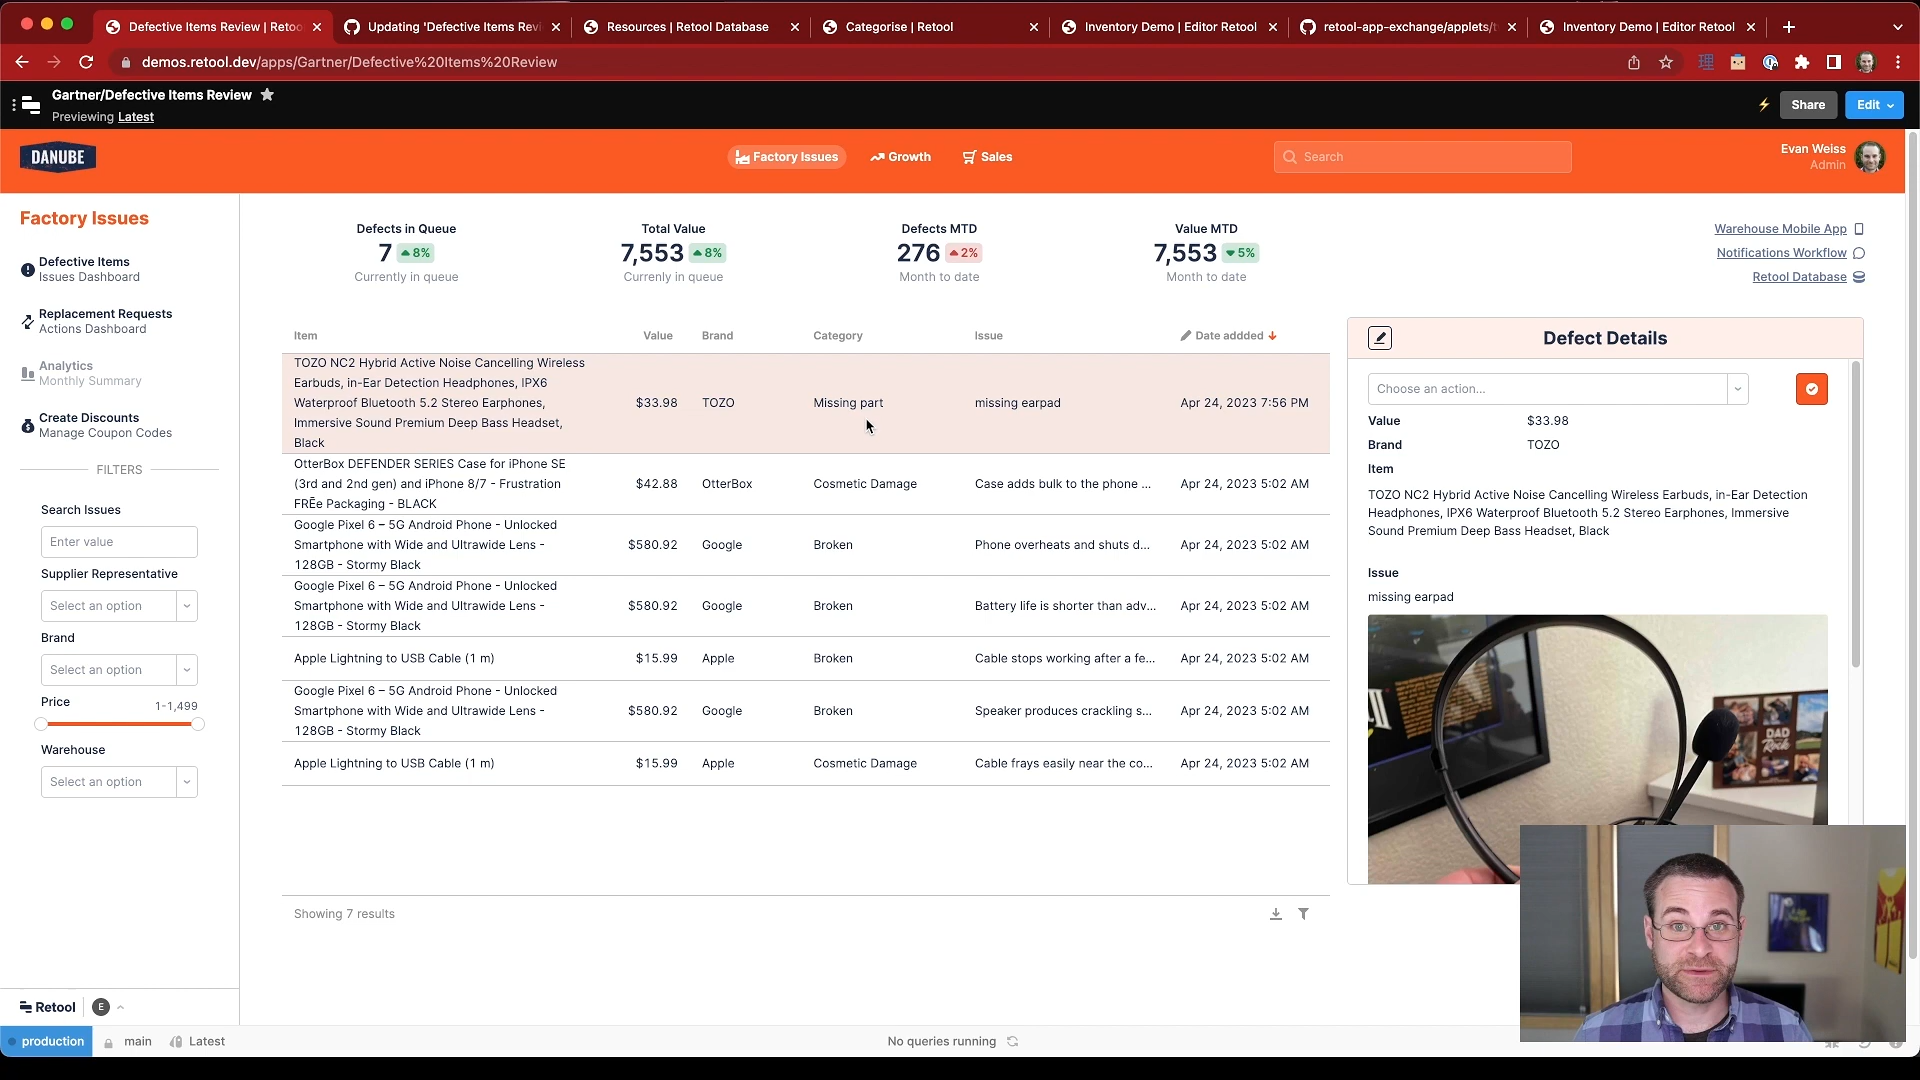 Defective Items Review | Retoo
Updating 'Defective Items Revi
Resources | Retool Database
Categorise | Retool
Inventory Demo | Editor Retool
retool-app-exchange/applets/t
Inventory Demo | Editor Retool
demos.retool.dev/apps/Gartner/Defective%20Items%20Review
Gartner/Defective Items Review
Previewing Latest
Share
Edit
DANUBE
Factory Issues
Growth
Sales
Search
Evan Weiss
Admin
Factory Issues
Defective Items
Issues Dashboard
Replacement Requests
Actions Dashboard
Analytics
Monthly Summary
Create Discounts
Manage Coupon Codes
FILTERS
Search Issues
Enter value
Supplier Representative
Select an option
Brand
Select an option
Price
1-1,499
Warehouse
Select an option
Defects in Queue
7 8%
Currently in queue
Total Value
7,553 8%
Currenly in queue
Defects MTD
276 2%
Month to date
Value MTD
7,553 5%
Month to date
Warehouse Mobile App
Notifications Workflow
Retool Database
Item Value Brand Category Issue Date addded
TOZO NC2 Hybrid Active Noise Cancelling Wireless
Earbuds, in-Ear Detection Headphones, IPX6
Waterproof Bluetooth 5.2 Stereo Earphones, $33.98 TOZO Missing part missing earpad Apr 24, 2023 7:56 PM
Immersive Sound Premium Deep Bass Headset,
Black
OtterBox DEFENDER SERIES Case for iPhone SE
(3rd and 2nd gen) and iPhone 8/7 - Frustration $42.88 OtterBox Cosmetic Damage Case adds bulk to the phone ... Apr 24, 2023 5:02 AM
FRĒe Packaging - BLACK
Google Pixel 6 – 5G Android Phone - Unlocked
Smartphone with Wide and Ultrawide Lens - $580.92 Google Broken Phone overheats and shuts d... Apr 24, 2023 5:02 AM
128GB - Stormy Black
Google Pixel 6 – 5G Android Phone - Unlocked
Smartphone with Wide and Ultrawide Lens - $580.92 Google Broken Battery life is shorter than adv... Apr 24, 2023 5:02 AM
128GB - Stormy Black
Apple Lightning to USB Cable (1 m) $15.99 Apple Broken Cable stops working after a fe... Apr 24, 2023 5:02 AM
Google Pixel 6 – 5G Android Phone - Unlocked
Smartphone with Wide and Ultrawide Lens - $580.92 Google Broken Speaker produces crackling s... Apr 24, 2023 5:02 AM
128GB - Stormy Black
Apple Lightning to USB Cable (1 m) $15.99 Apple Cosmetic Damage Cable frays easily near the co... Apr 24, 2023 5:02 AM
Showing 7 results
Defect Details
Choose an action...
Value $33.98
Brand TOZO
Item
TOZO NC2 Hybrid Active Noise Cancelling Wireless Earbuds, in-Ear Detection
Headphones, IPX6 Waterproof Bluetooth 5.2 Stereo Earphones, Immersive
Sound Premium Deep Bass Headset, Black
Issue
missing earpad
DAD
Rock
Retool
E
production
main
Latest
No queries running